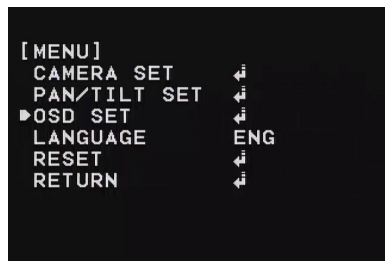 [MENU]
CAMERA SET ↲
PAN/TILT SET ↲
▶OSD SET ↲
LANGUAGE ENG
RESET ↲
RETURN ↲